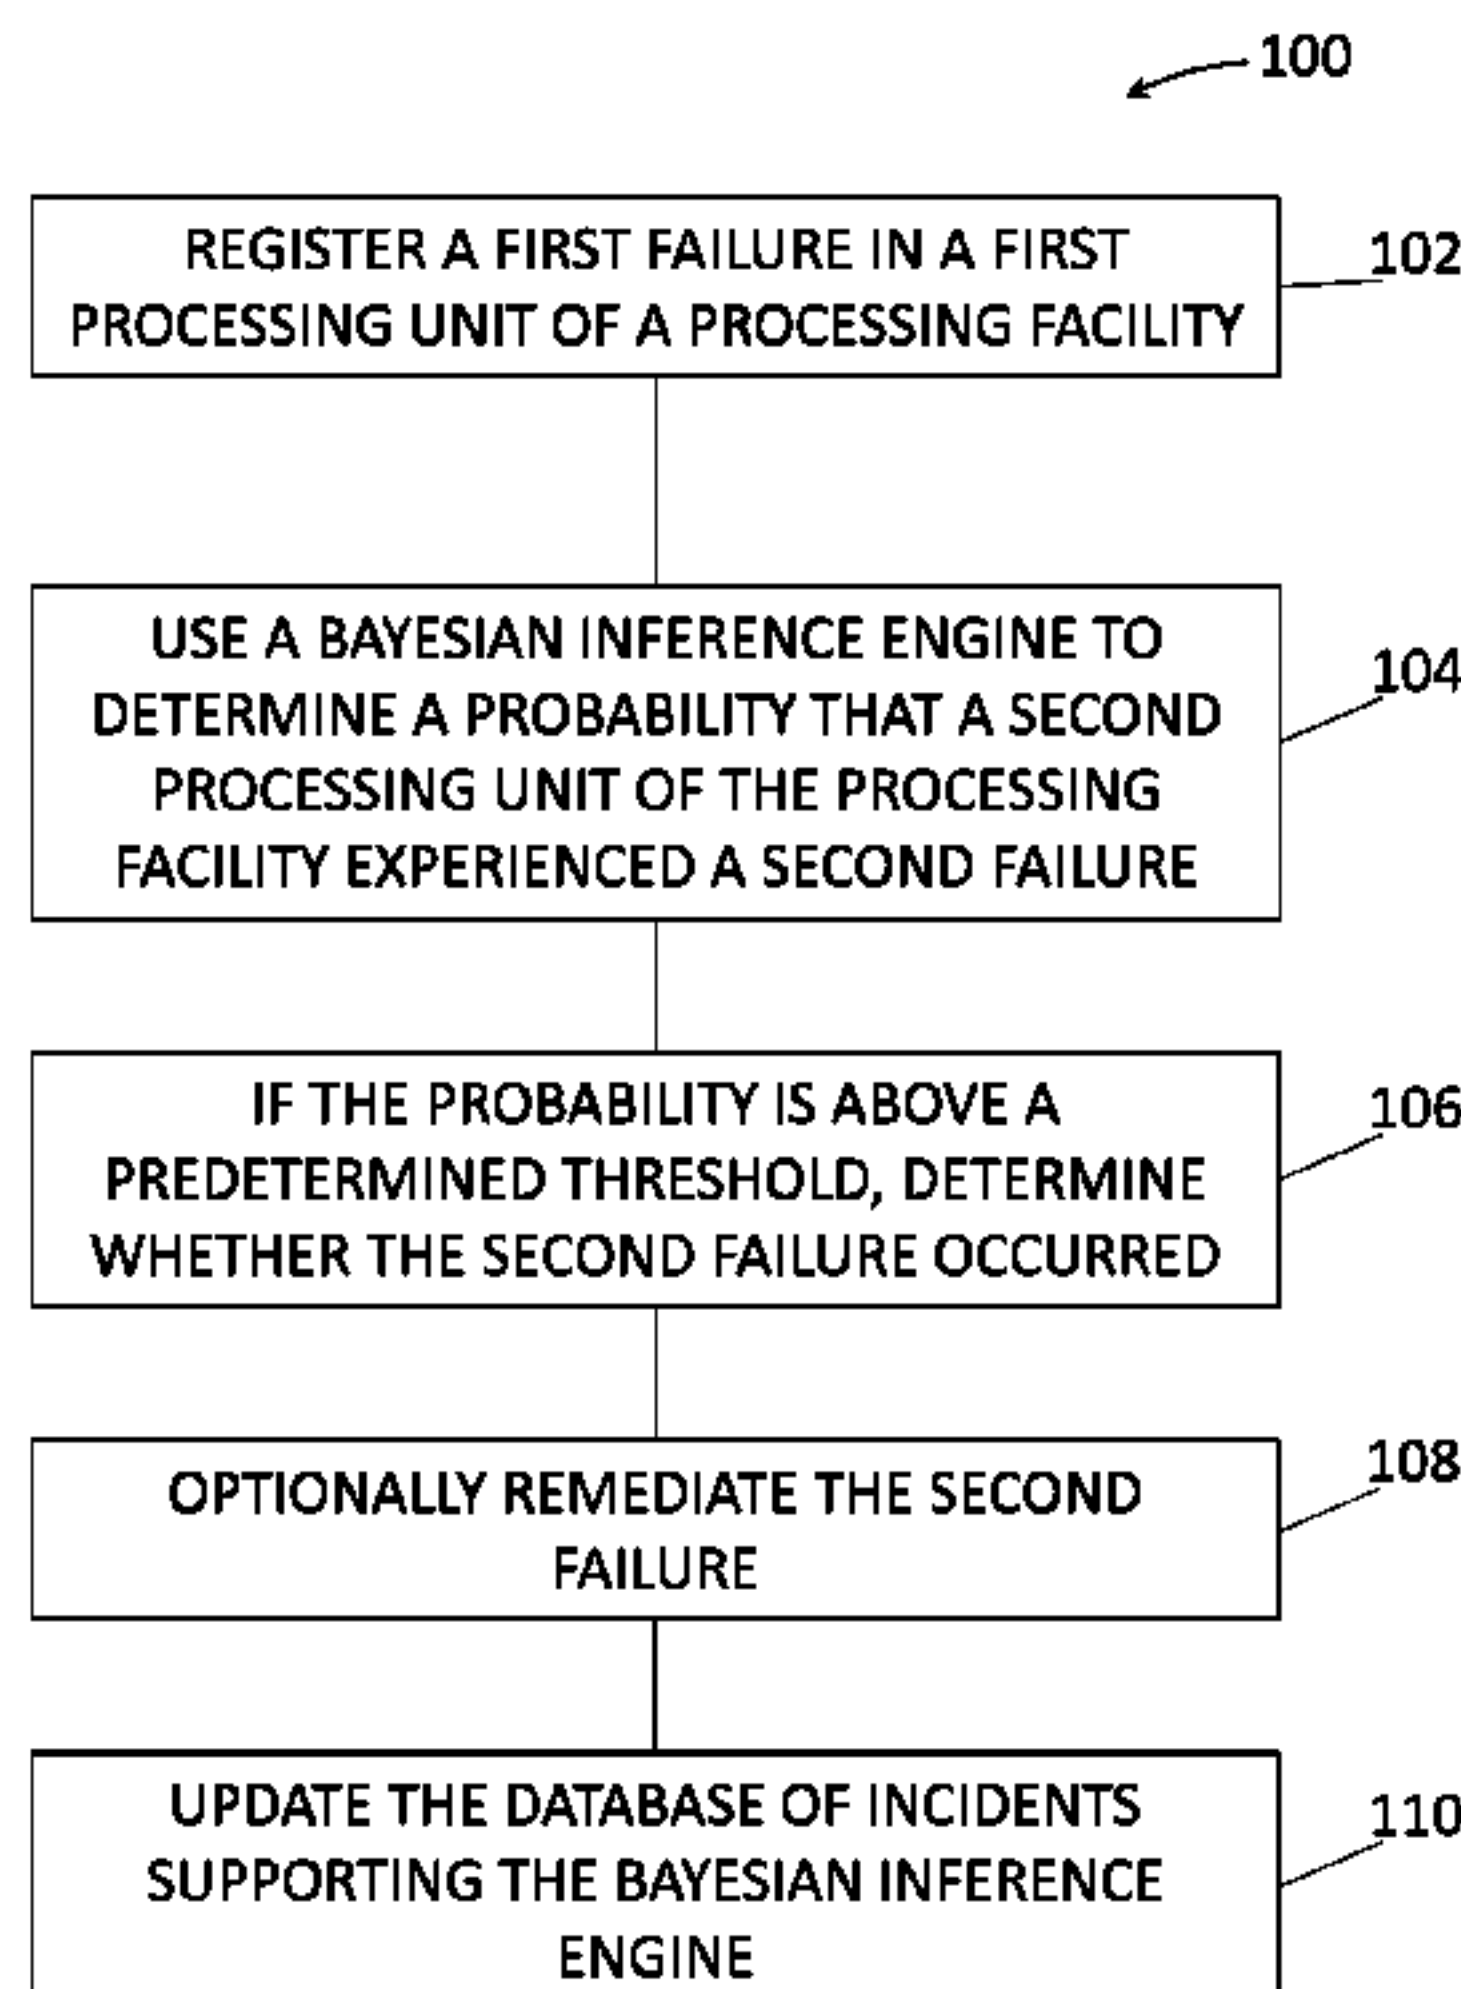 100
REGISTER A FIRST FAILURE IN A FIRST
PROCESSING UNIT OF A PROCESSING FACILITY
102
USE A BAYESIAN INFERENCE ENGINE TO
DETERMINE A PROBABILITY THAT A SECOND
PROCESSING UNIT OF THE PROCESSING
FACILITY EXPERIENCED A SECOND FAILURE
104
IF THE PROBABILITY IS ABOVE A
PREDETERMINED THRESHOLD, DETERMINE
WHETHER THE SECOND FAILURE OCCURRED
106
OPTIONALLY REMEDIATE THE SECOND
FAILURE
108
UPDATE THE DATABASE OF INCIDENTS
SUPPORTING THE BAYESIAN INFERENCE
ENGINE
110